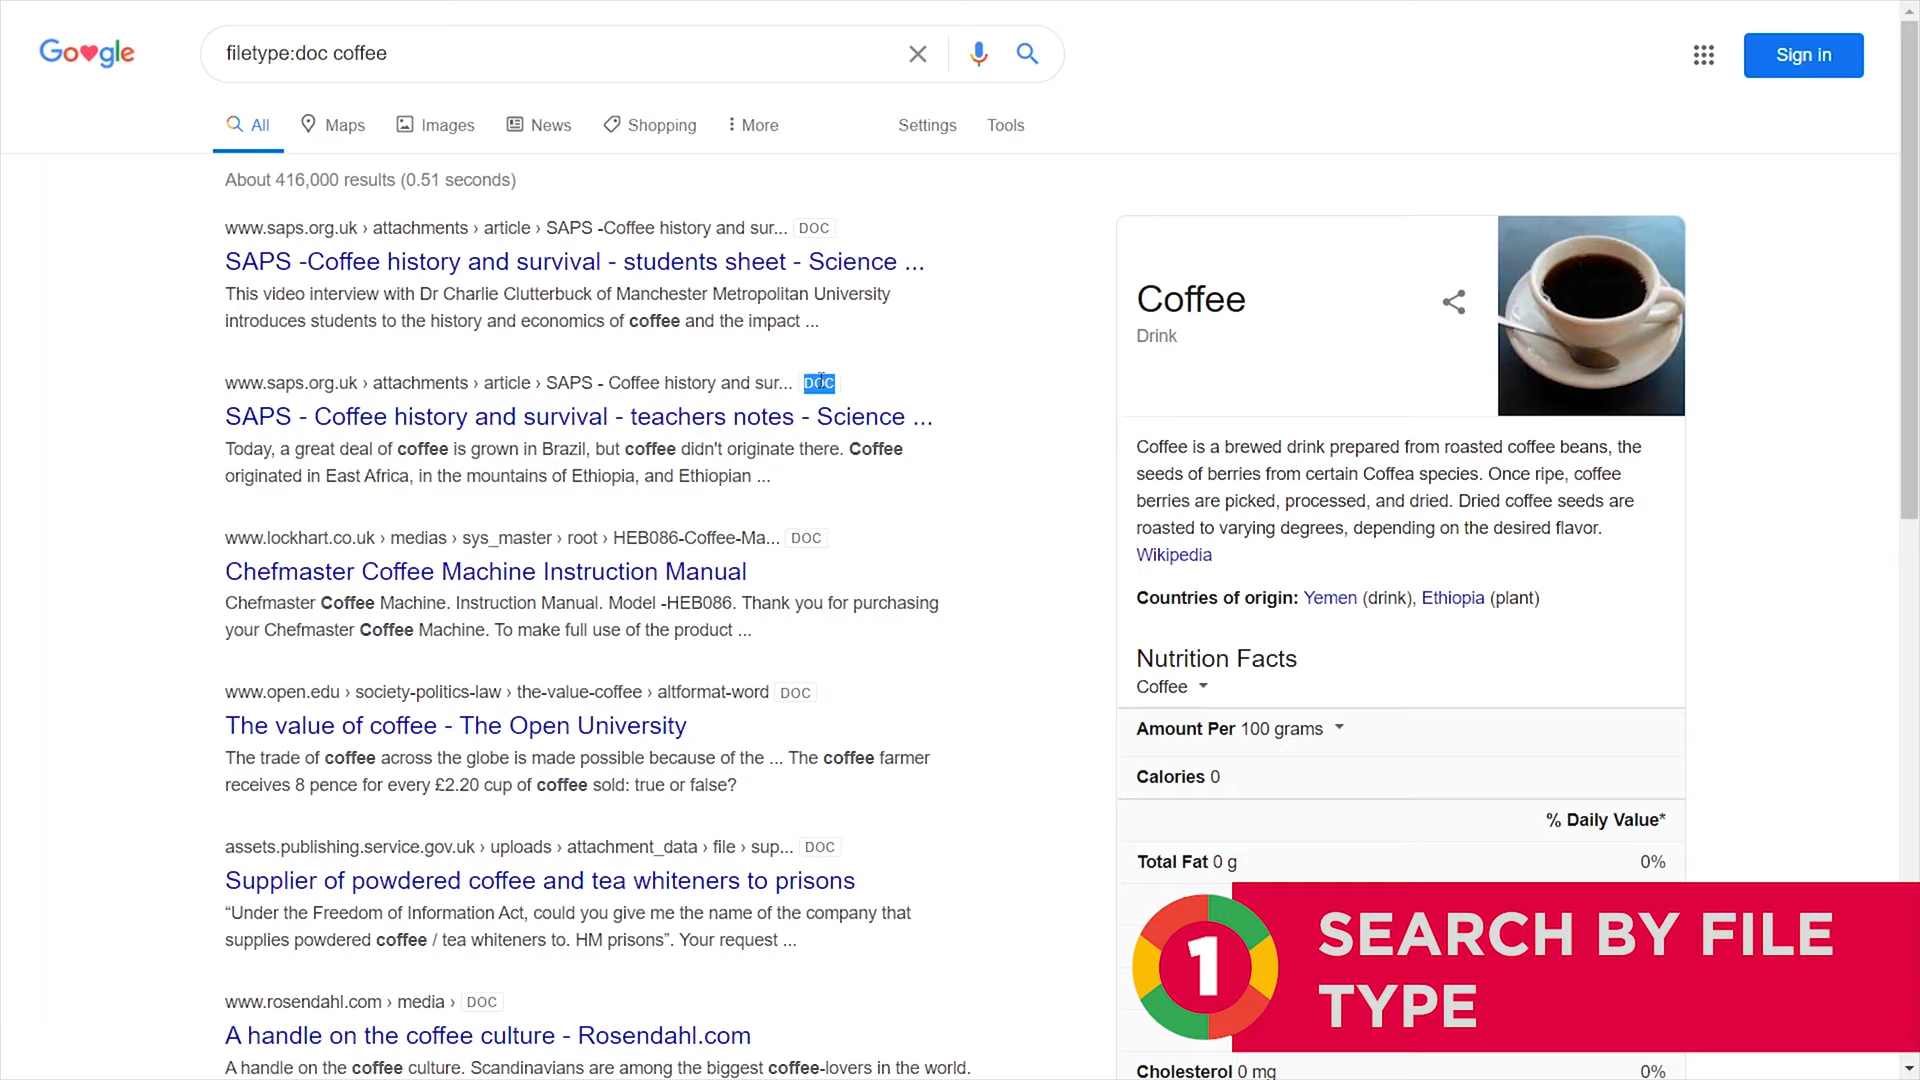 Google
filetype:doc coffee
Sign in
All
Maps
Images
News
Shopping
More
Settings
Tools
About 416,000 results (0.51 seconds)
www.saps.org.uk › attachments › article › SAPS -Coffee history and sur... DOC
SAPS -Coffee history and survival - students sheet - Science ...
This video interview with Dr Charlie Clutterbuck of Manchester Metropolitan University
introduces students to the history and economics of coffee and the impact ...
www.saps.org.uk › attachments › article › SAPS - Coffee history and sur... DOC
SAPS - Coffee history and survival - teachers notes - Science ...
Today, a great deal of coffee is grown in Brazil, but coffee didn't originate there. Coffee
originated in East Africa, in the mountains of Ethiopia, and Ethiopian ...
www.lockhart.co.uk › medias › sys_master › root › HEB086-Coffee-Ma... DOC
Chefmaster Coffee Machine Instruction Manual
Chefmaster Coffee Machine. Instruction Manual. Model -HEB086. Thank you for purchasing
your Chefmaster Coffee Machine. To make full use of the product ...
www.open.edu › society-politics-law › the-value-coffee › altformat-word DOC
The value of coffee - The Open University
The trade of coffee across the globe is made possible because of the ... The coffee farmer
receives 8 pence for every £2.20 cup of coffee sold: true or false?
assets.publishing.service.gov.uk › uploads › attachment_data › file › sup... DOC
Supplier of powdered coffee and tea whiteners to prisons
“Under the Freedom of Information Act, could you give me the name of the company that
supplies powdered coffee / tea whiteners to. HM prisons”. Your request ...
www.rosendahl.com › media › DOC
A handle on the coffee culture - Rosendahl.com
A handle on the coffee culture. Scandinavians are among the biggest coffee-lovers in the world.
Coffee
Drink
Coffee is a brewed drink prepared from roasted coffee beans, the
seeds of berries from certain Coffea species. Once ripe, coffee
berries are picked, processed, and dried. Dried coffee seeds are
roasted to varying degrees, depending on the desired flavor.
Wikipedia
Countries of origin: Yemen (drink), Ethiopia (plant)
Nutrition Facts
Coffee
Amount Per 100 grams
Calories 0
% Daily Value*
Total Fat 0 g 0%
Cholesterol 0 mg 0%
1
SEARCH BY FILE
TYPE